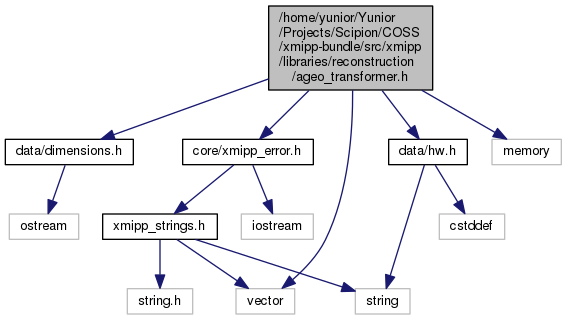 /home/yunior/Yunior
/Projects/Scipion/COSS
/xmipp-bundle/src/xmipp
/libraries/reconstruction
/ageo_transformer.h
data/dimensions.h
core/xmipp_error.h
data/hw.h
memory
ostream
xmipp_strings.h
iostream
cstddef
string.h
vector
string